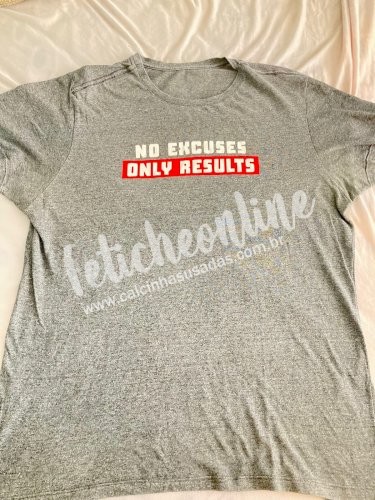 NO EXCUSES
ONLY RESULTS
feticheonline
www.calcinhasusadas.com.br